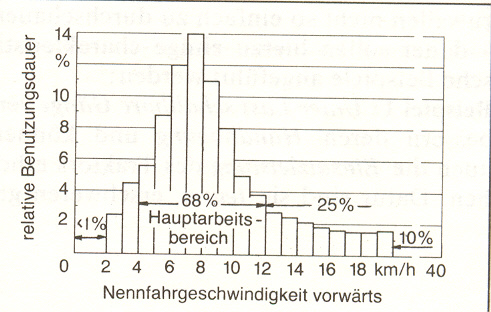 relative Benutzungsdauer
14
%
10
8
6
4
2
0
<1%
68%
Hauptarbeits-
bereich
25%
10%
0 2 4 6 8 10 12 14 16 18 km/h 40
Nennfahrgeschwindigkeit vorwärts